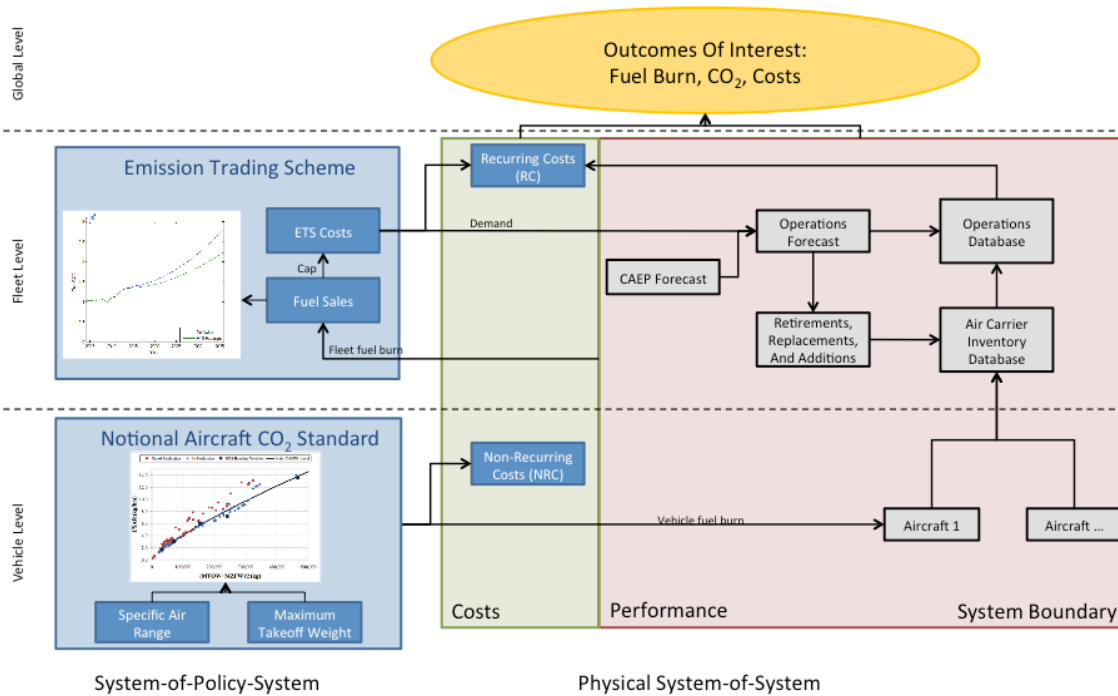 Global Level
Outcomes Of Interest:
Fuel Burn, CO₂, Costs
Fleet Level
Emission Trading Scheme
ETS Costs
Cap
Fuel Sales
Fleet fuel burn
Recurring Costs
(RC)
Demand
CAEP Forecast
Operations
Forecast
Operations
Database
Retirements,
Replacements,
And Additions
Air Carrier
Inventory
Database
Vehicle Level
Notional Aircraft CO₂ Standard
Specific Air
Range
Maximum
Takeoff Weight
Non-Recurring
Costs (NRC)
Vehicle fuel burn
Aircraft 1
Aircraft ...
Costs
Performance
System Boundary
System-of-Policy-System
Physical System-of-System